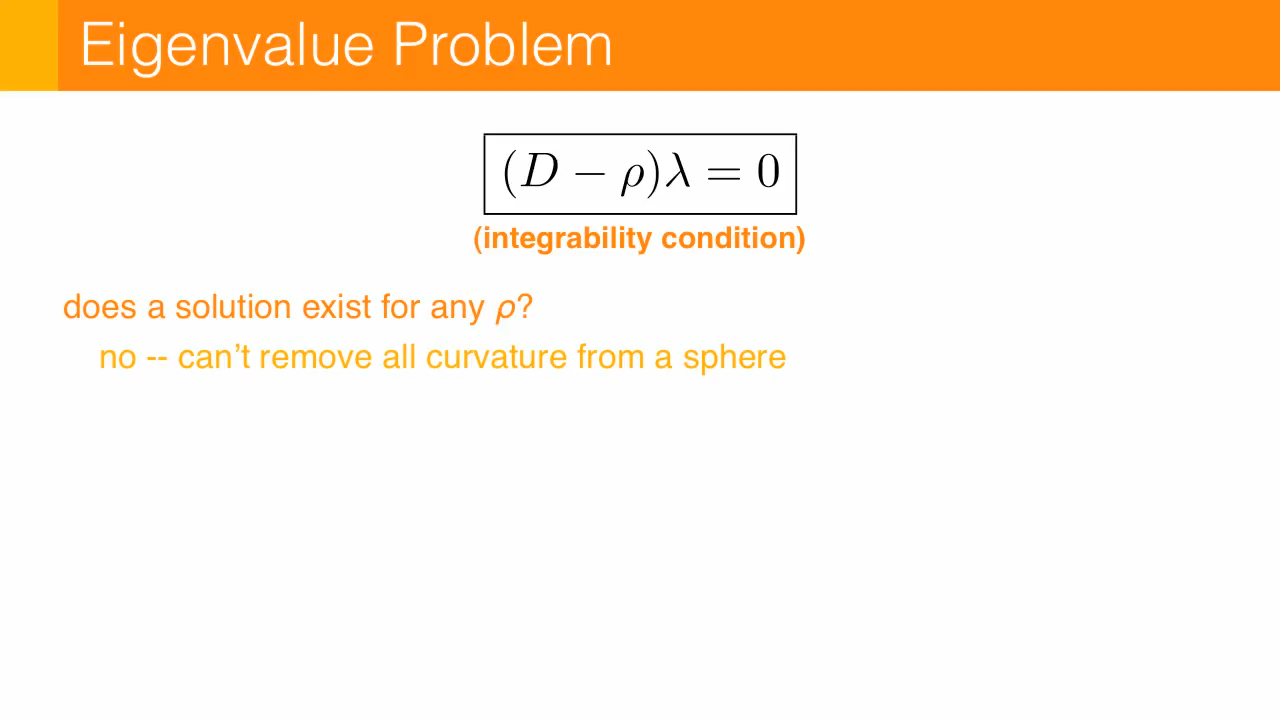 Eigenvalue Problem
(D − ρ)λ = 0
(integrability condition)
does a solution exist for any ρ?
no -- can’t remove all curvature from a sphere